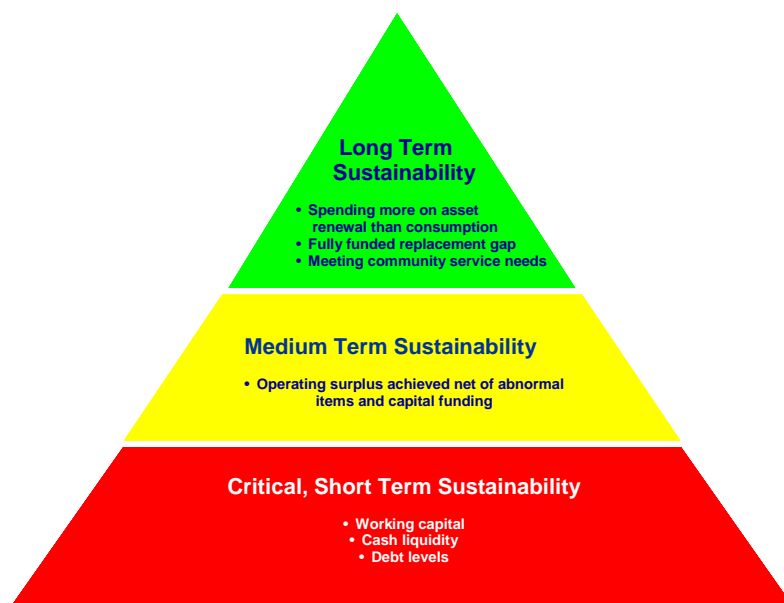 Long Term
Sustainability
• Spending more on asset
renewal than consumption
• Fully funded replacement gap
• Meeting community service needs
Medium Term Sustainability
• Operating surplus achieved net of abnormal
items and capital funding
Critical, Short Term Sustainability
• Working capital
• Cash liquidity
• Debt levels